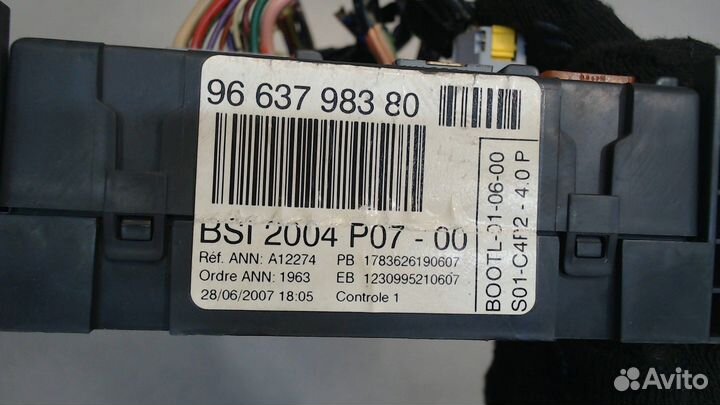 96 637 983 80
BSI 2004 P07 - 00
Réf. ANN: A12274 PB 1783626190607
Ordre ANN: 1963 EB 1230995210607
28/06/2007 18:05 Controle 1
BOOTL-01-06-00
S01-C4P2 - 4.0 P
Avito